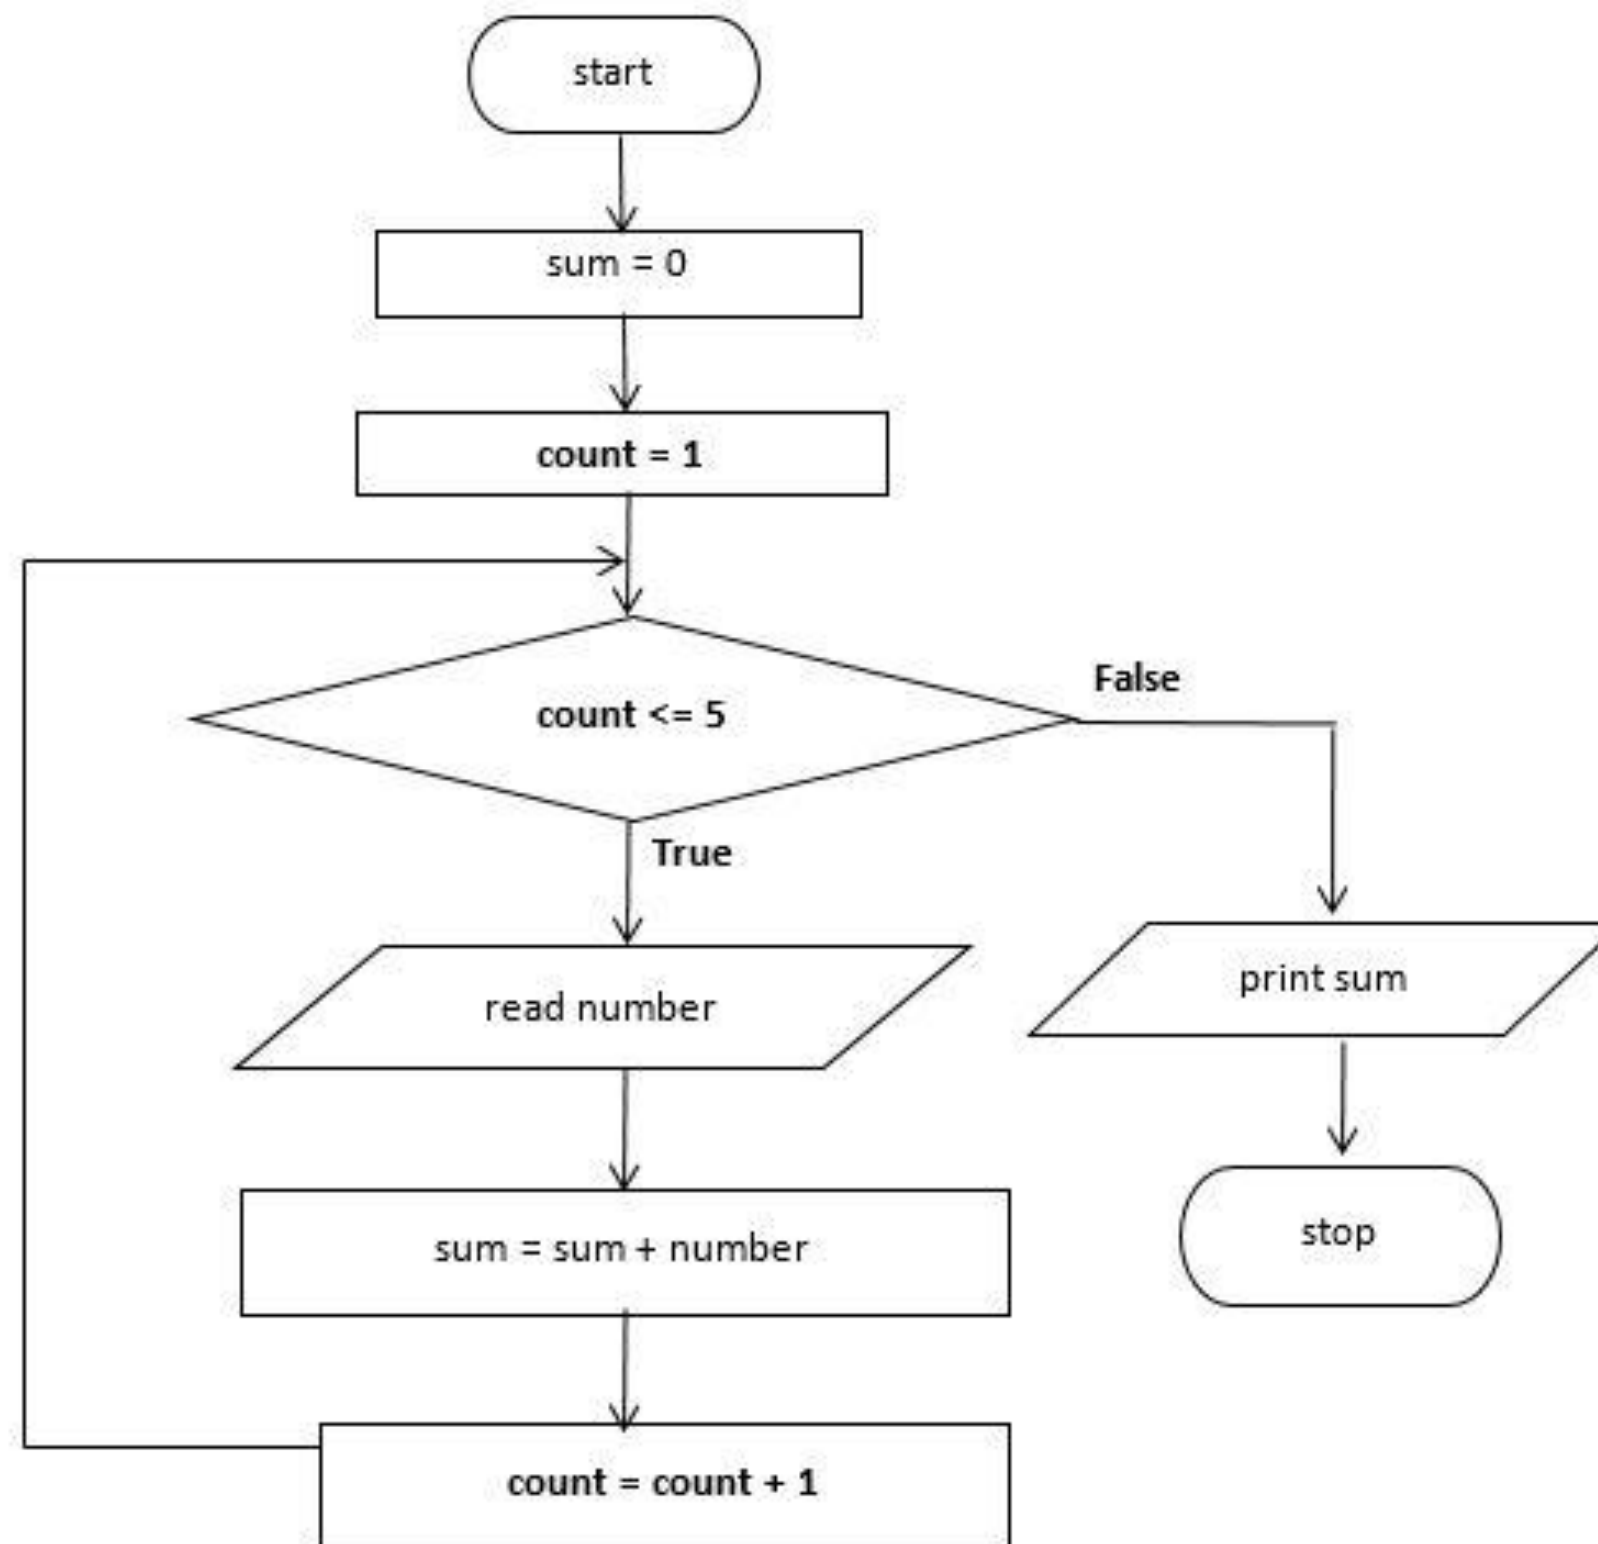 start
sum = 0
count = 1
count <= 5
False
True
read number
print sum
sum = sum + number
stop
count = count + 1